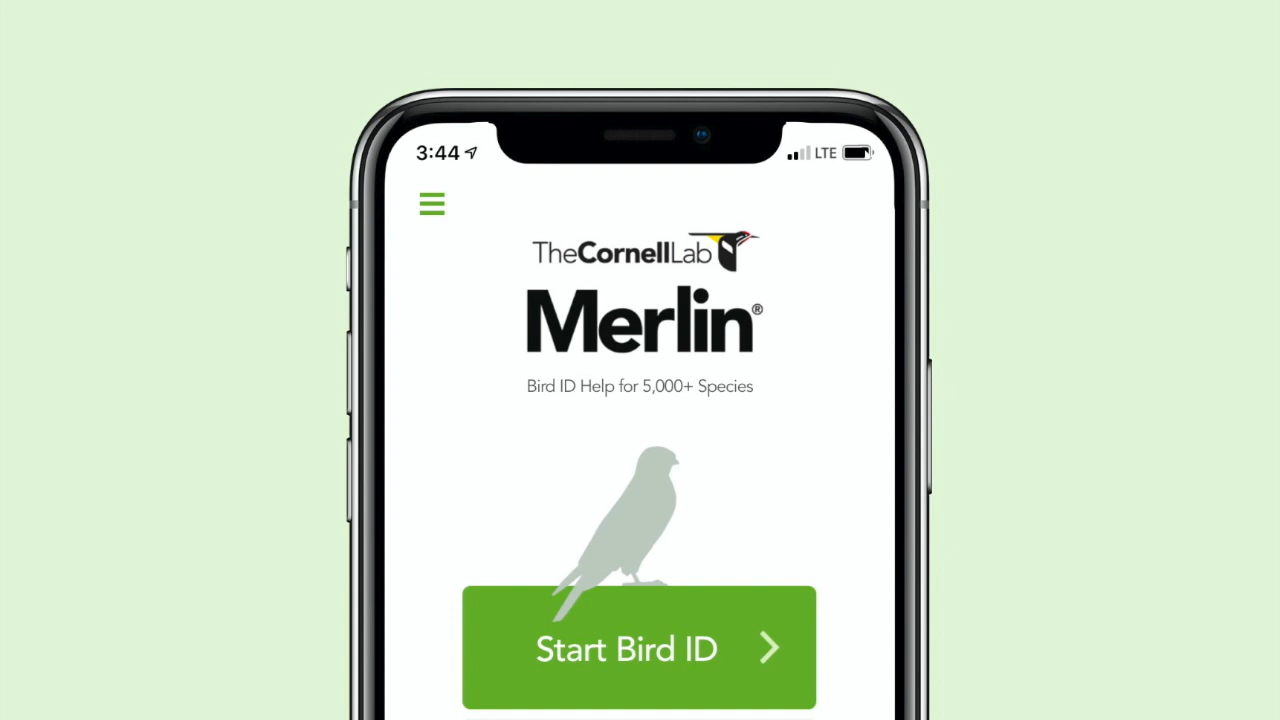 3:44 LTE
TheCornellLab
Merlin®
Bird ID Help for 5,000+ Species
Start Bird ID